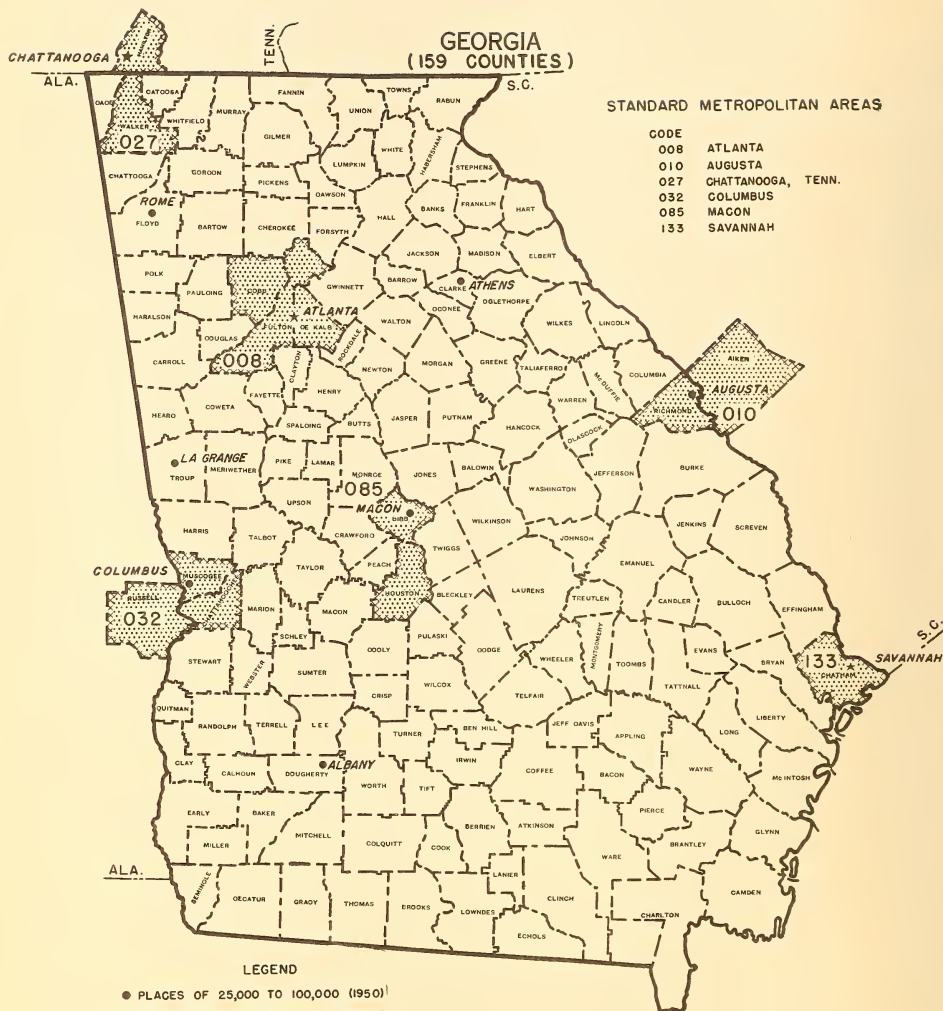 GEORGIA
(159 COUNTIES)
TENN.
CHATTANOOGA
ALA.
S.C.
STANDARD METROPOLITAN AREAS
CODE
008 ATLANTA
010 AUGUSTA
027 CHATTANOOGA, TENN.
032 COLUMBUS
085 MACON
133 SAVANNAH
DADE
CATOOSA
WALKER
027
WHITFIELD
MURRAY
FANNIN
GILMER
UNION
TOWNS
RABUN
WHITE
HABERSHAM
LUMPKIN
STEPHENS
CHATTOOGA
GORDON
PICKENS
DAWSON
ROME
FLOYD
BARTOW
CHEROKEE
FORSYTH
HALL
BANKS
FRANKLIN
HART
JACKSON
MADISON
ELBERT
POLK
PAULDING
COBB
GWINNETT
BARROW
CLARKE
ATHENS
OCONEE
OGLETHORPE
HARALSON
ATLANTA
FULTON
DE KALB
DOUGLAS
008
CLAYTON
ROCKDALE
WALTON
WILKES
LINCOLN
CARROLL
NEWTON
MORGAN
GREENE
TALIAFERRO
McDUFFIE
COLUMBIA
AIKEN
AUGUSTA
RICHMOND
010
FAYETTE
HENRY
HEARD
COWETA
SPALDING
BUTTS
JASPER
PUTNAM
HANCOCK
WARREN
GLASCOCK
LA GRANGE
TROUP
MERIWETHER
PIKE
LAMAR
MONROE
085
JONES
BALDWIN
WASHINGTON
JEFFERSON
BURKE
UPSON
MACON
BIBB
WILKINSON
JENKINS
SCREVEN
HARRIS
TALBOT
CRAWFORD
TWIGGS
JOHNSON
EMANUEL
COLUMBUS
MUSCOGEE
TAYLOR
PEACH
HOUSTON
BLECKLEY
LAURENS
TREUTLEN
CANDLER
BULLOCH
EFFINGHAM
RUSSELL
032
MARION
MACON
SCHLEY
DOOLY
PULASKI
DODGE
WHEELER
MONTGOMERY
TOOMBS
EVANS
TATTNALL
BRYAN
133
CHATHAM
SAVANNAH
S.C.
STEWART
WEBSTER
SUMTER
CRISP
WILCOX
TELFAIR
QUITMAN
RANDOLPH
TERRELL
LEE
TURNER
BEN HILL
JEFF DAVIS
APPLING
LONG
LIBERTY
CLAY
CALHOUN
DOUGHERTY
ALBANY
WORTH
TIFT
IRWIN
COFFEE
BACON
WAYNE
McINTOSH
EARLY
BAKER
MITCHELL
COLQUITT
COOK
BERRIEN
ATKINSON
PIERCE
BRANTLEY
GLYNN
MILLER
WARE
ALA.
SEMINOLE
DECATUR
GRADY
THOMAS
BROOKS
LANIER
LOWNDES
CLINCH
ECHOLS
CHARLTON
CAMDEN
LEGEND
● PLACES OF 25,000 TO 100,000 (1950)